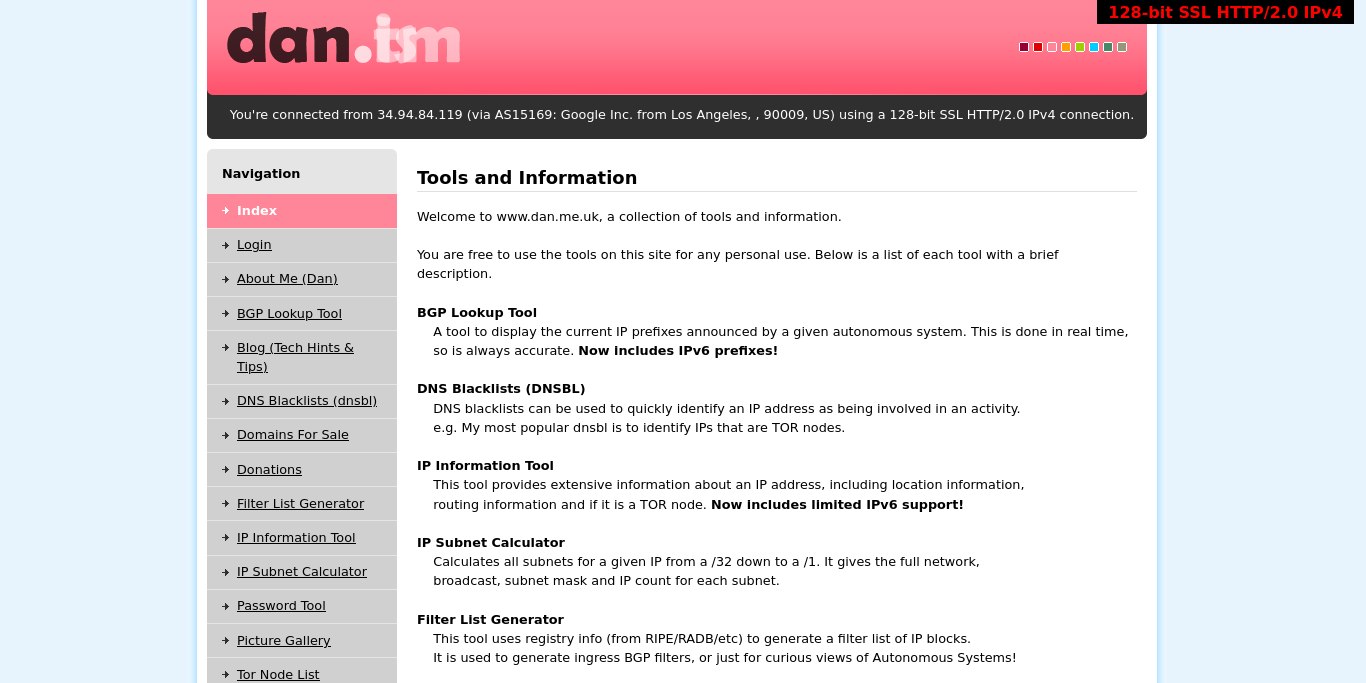 128-bit SSL HTTP/2.0 IPv4
dan.ism
You're connected from 34.94.84.119 (via AS15169: Google Inc. from Los Angeles, , 90009, US) using a 128-bit SSL HTTP/2.0 IPv4 connection.
Navigation
Index
Login
About Me (Dan)
BGP Lookup Tool
Blog (Tech Hints &
Tips)
DNS Blacklists (dnsbl)
Domains For Sale
Donations
Filter List Generator
IP Information Tool
IP Subnet Calculator
Password Tool
Picture Gallery
Tor Node List
Tools and Information
Welcome to www.dan.me.uk, a collection of tools and information.
You are free to use the tools on this site for any personal use. Below is a list of each tool with a brief
description.
BGP Lookup Tool
A tool to display the current IP prefixes announced by a given autonomous system. This is done in real time,
so is always accurate. Now includes IPv6 prefixes!
DNS Blacklists (DNSBL)
DNS blacklists can be used to quickly identify an IP address as being involved in an activity.
e.g. My most popular dnsbl is to identify IPs that are TOR nodes.
IP Information Tool
This tool provides extensive information about an IP address, including location information,
routing information and if it is a TOR node. Now includes limited IPv6 support!
IP Subnet Calculator
Calculates all subnets for a given IP from a /32 down to a /1. It gives the full network,
broadcast, subnet mask and IP count for each subnet.
Filter List Generator
This tool uses registry info (from RIPE/RADB/etc) to generate a filter list of IP blocks.
It is used to generate ingress BGP filters, or just for curious views of Autonomous Systems!